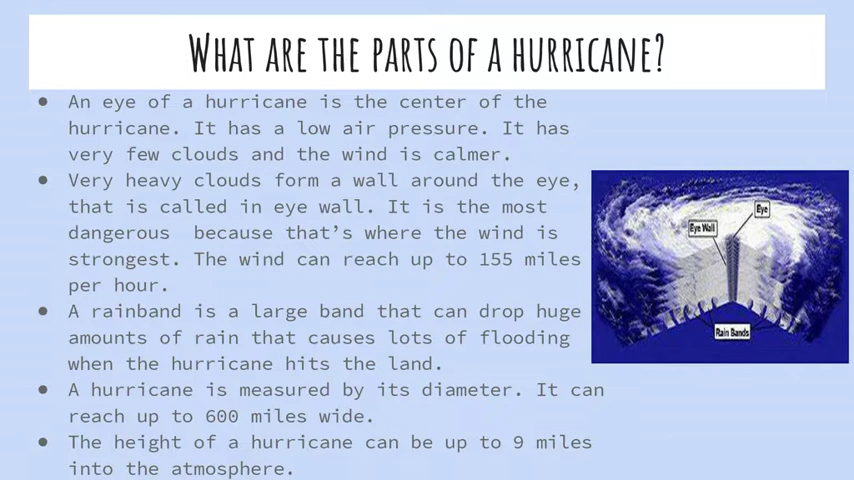 WHAT ARE THE PARTS OF A HURRICANE?
● An eye of a hurricane is the center of the
hurricane. It has a low air pressure. It has
very few clouds and the wind is calmer.
● Very heavy clouds form a wall around the eye,
that is called in eye wall. It is the most
dangerous  because that’s where the wind is
strongest. The wind can reach up to 155 miles
per hour.
● A rainband is a large band that can drop huge
amounts of rain that causes lots of flooding
when the hurricane hits the land.
● A hurricane is measured by its diameter. It can
reach up to 600 miles wide.
● The height of a hurricane can be up to 9 miles
into the atmosphere.
Eye
Eye Wall
Rain Bands